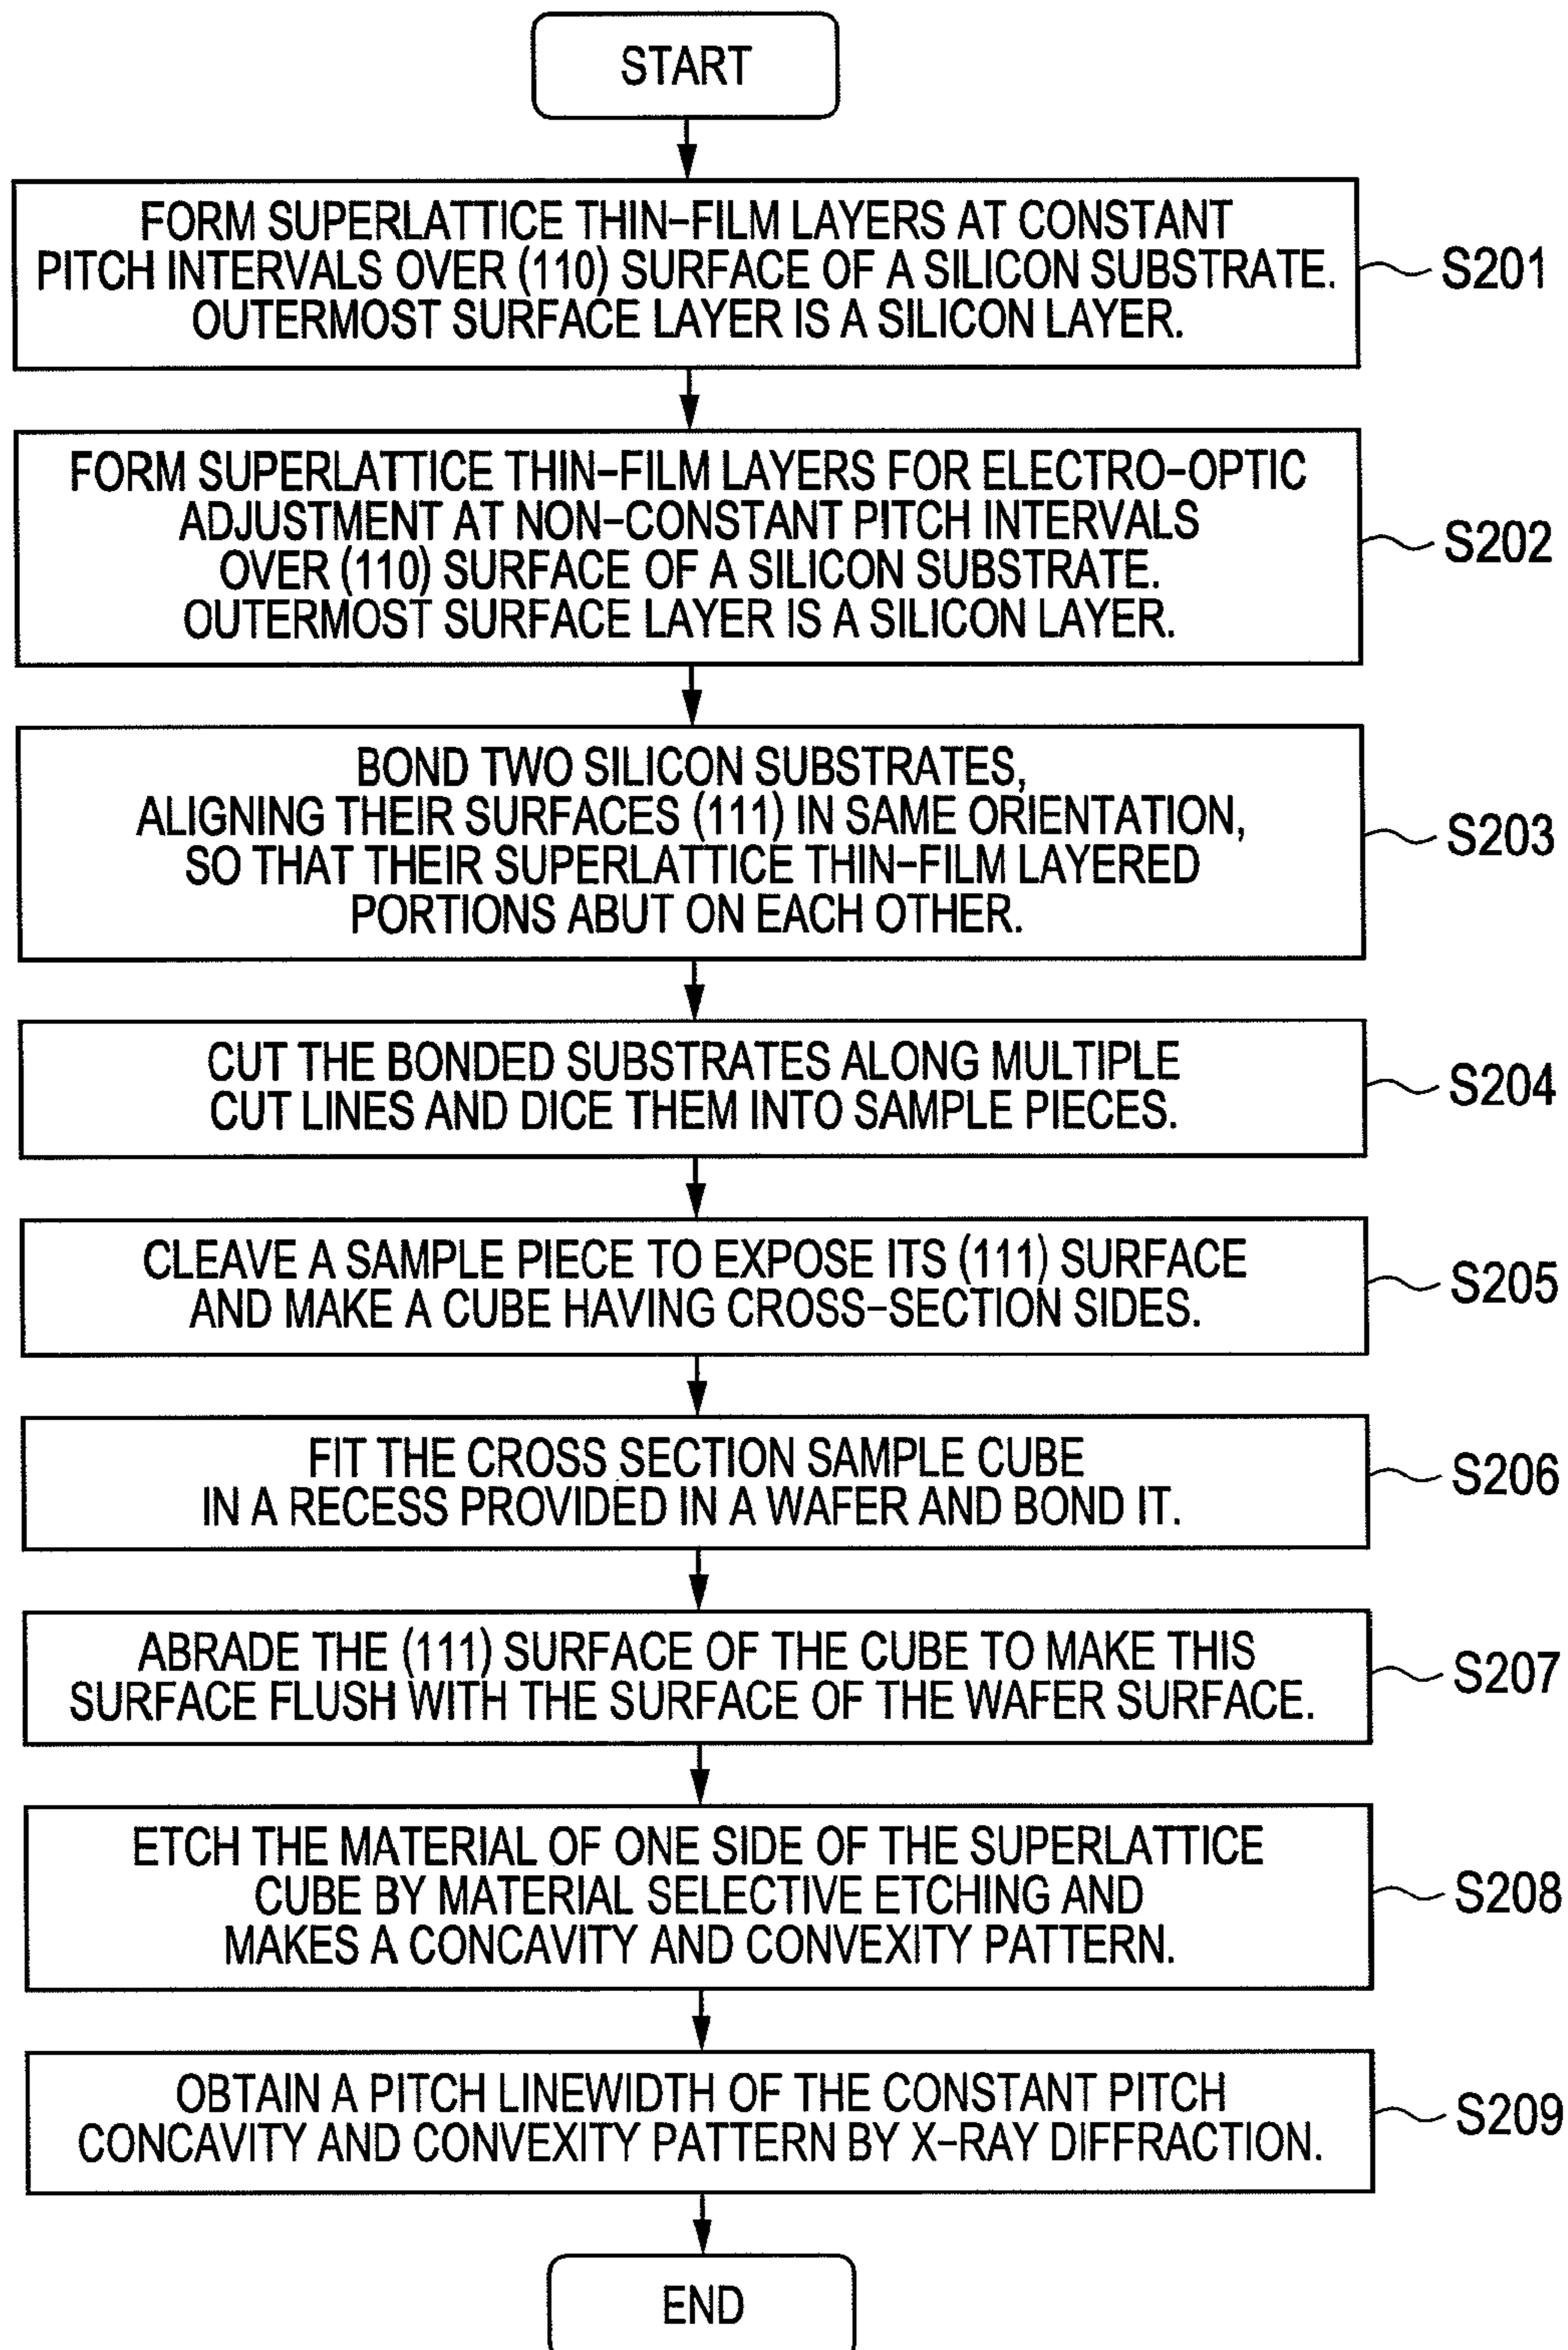 START
FORM SUPERLATTICE THIN-FILM LAYERS AT CONSTANT
PITCH INTERVALS OVER (110) SURFACE OF A SILICON SUBSTRATE.
OUTERMOST SURFACE LAYER IS A SILICON LAYER.
S201
FORM SUPERLATTICE THIN-FILM LAYERS FOR ELECTRO-OPTIC
ADJUSTMENT AT NON-CONSTANT PITCH INTERVALS
OVER (110) SURFACE OF A SILICON SUBSTRATE.
OUTERMOST SURFACE LAYER IS A SILICON LAYER.
S202
BOND TWO SILICON SUBSTRATES,
ALIGNING THEIR SURFACES (111) IN SAME ORIENTATION,
SO THAT THEIR SUPERLATTICE THIN-FILM LAYERED
PORTIONS ABUT ON EACH OTHER.
S203
CUT THE BONDED SUBSTRATES ALONG MULTIPLE
CUT LINES AND DICE THEM INTO SAMPLE PIECES.
S204
CLEAVE A SAMPLE PIECE TO EXPOSE ITS (111) SURFACE
AND MAKE A CUBE HAVING CROSS-SECTION SIDES.
S205
FIT THE CROSS SECTION SAMPLE CUBE
IN A RECESS PROVIDED IN A WAFER AND BOND IT.
S206
ABRADE THE (111) SURFACE OF THE CUBE TO MAKE THIS
SURFACE FLUSH WITH THE SURFACE OF THE WAFER SURFACE.
S207
ETCH THE MATERIAL OF ONE SIDE OF THE SUPERLATTICE
CUBE BY MATERIAL SELECTIVE ETCHING AND
MAKES A CONCAVITY AND CONVEXITY PATTERN.
S208
OBTAIN A PITCH LINEWIDTH OF THE CONSTANT PITCH
CONCAVITY AND CONVEXITY PATTERN BY X-RAY DIFFRACTION.
S209
END